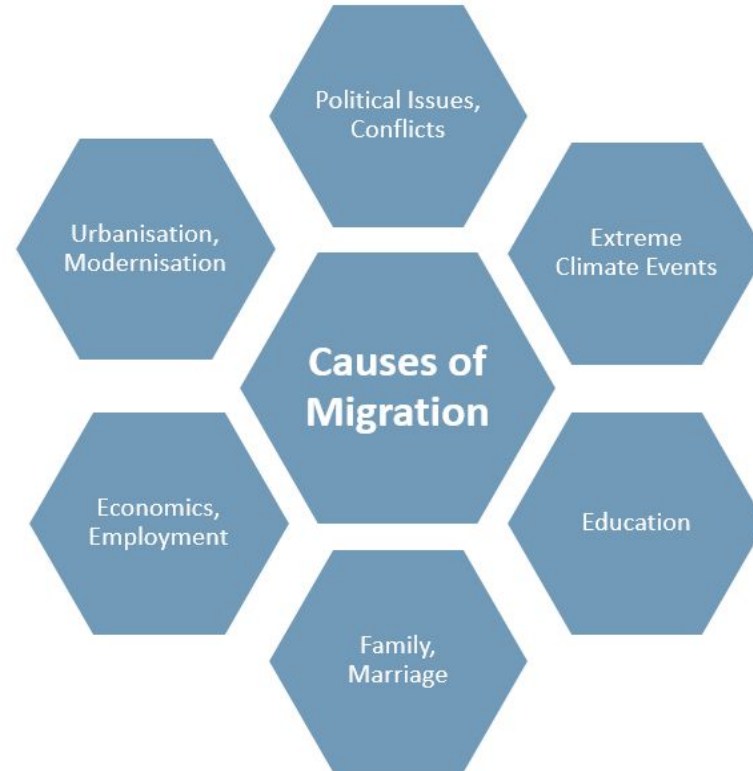 Political Issues,
Conflicts
Urbanisation,
Modernisation
Extreme
Climate Events
Causes of
Migration
Economics,
Employment
Education
Family,
Marriage